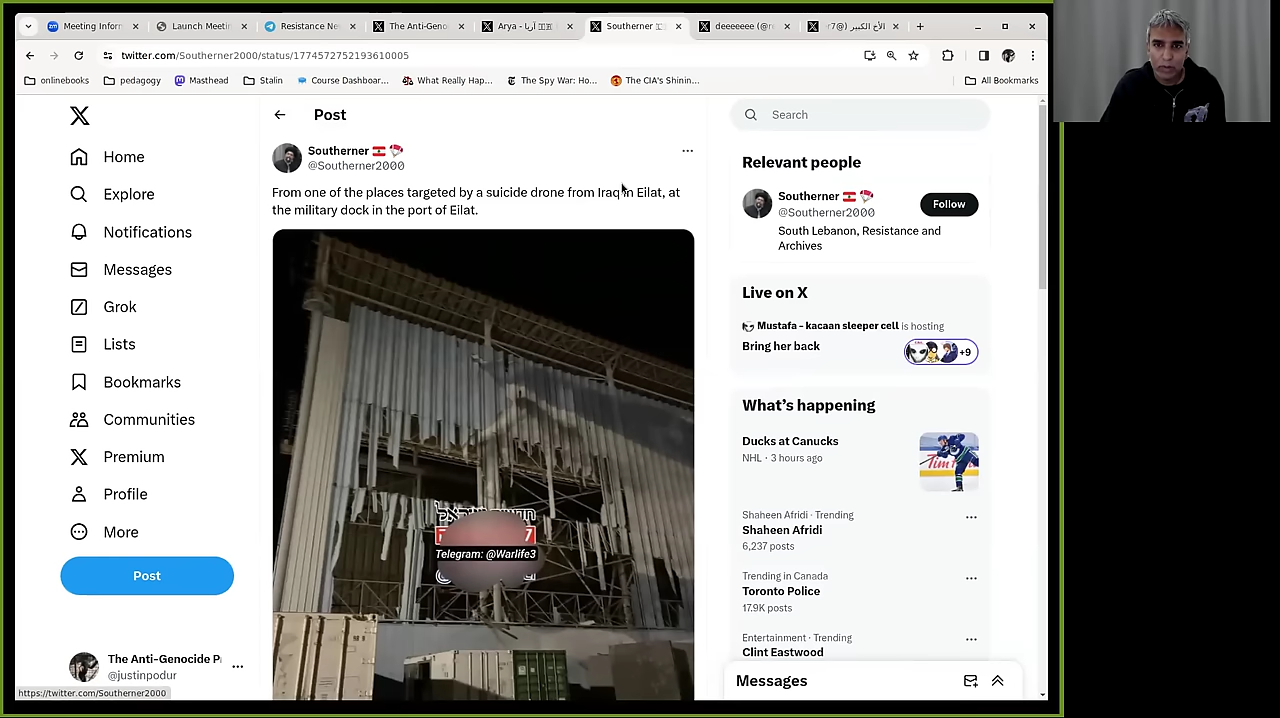 Meeting Inforn
Launch Meetin
Resistance Ne
The Anti-Geno
Arya - آریا
Southerner
deeeeeee (@r
الأخ الكبير
twitter.com/Southerner2000/status/1774572752193610005
onlinebooks
pedagogy
Masthead
Stalin
Course Dashboar...
What Really Hap...
The Spy War: Ho...
The CIA's Shinin...
All Bookmarks
Home
Explore
Notifications
Messages
Grok
Lists
Bookmarks
Communities
Premium
Profile
More
Post
The Anti-Genocide P
@justinpodur
https://twitter.com/Southerner2000
Post
Southerner
@Southerner2000
From one of the places targeted by a suicide drone from Iraq in Eilat, at
the military dock in the port of Eilat.
Telegram: @Warlife3
Search
Relevant people
Southerner
@Southerner2000
Follow
South Lebanon, Resistance and
Archives
Live on X
Mustafa - kacaan sleeper cell is hosting
Bring her back
+9
What's happening
Ducks at Canucks
NHL · 3 hours ago
Shaheen Afridi · Trending
Shaheen Afridi
6,237 posts
Trending in Canada
Toronto Police
17.9K posts
Entertainment · Trending
Clint Eastwood
Messages